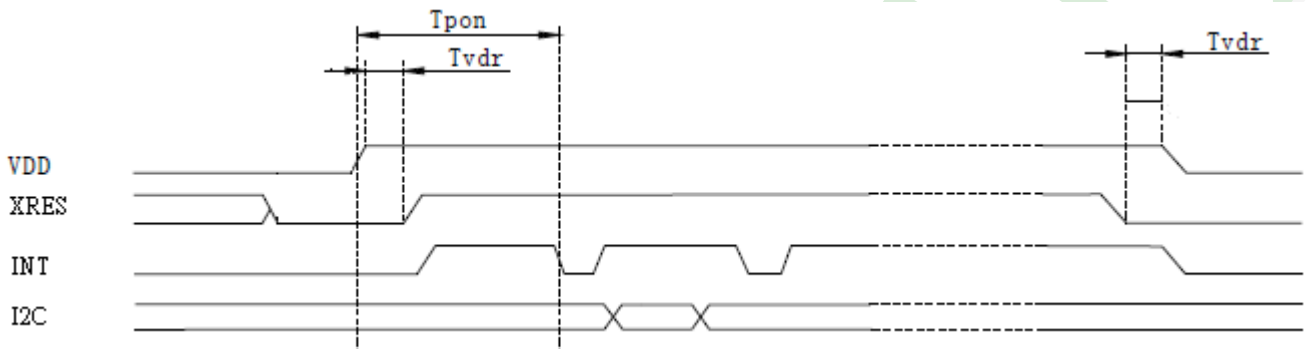 Tpon
Tvdr
Tvdr
VDD
XRES
INT
I2C